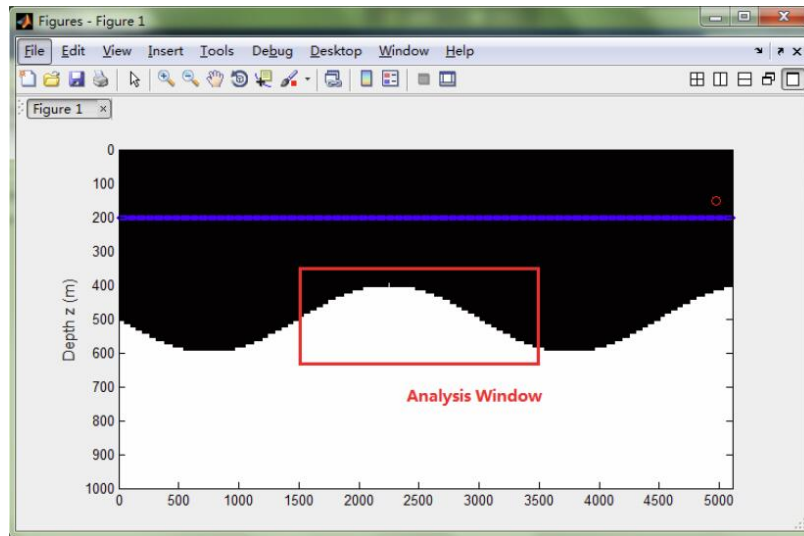 Figures - Figure 1
File Edit View Insert Tools Debug Desktop Window Help
Figure 1
0
100
200
300
400
500
600
700
800
900
1000
Depth z (m)
Analysis Window
0 500 1000 1500 2000 2500 3000 3500 4000 4500 5000